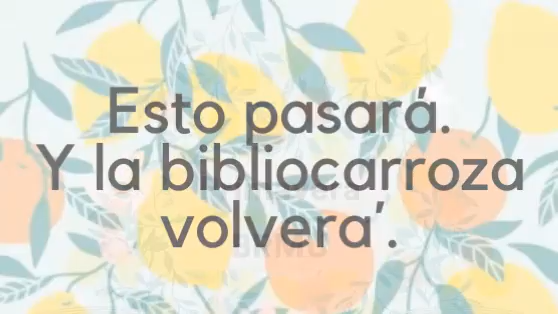 Esto pasará.
Y la bibliocarroza
volvera’.